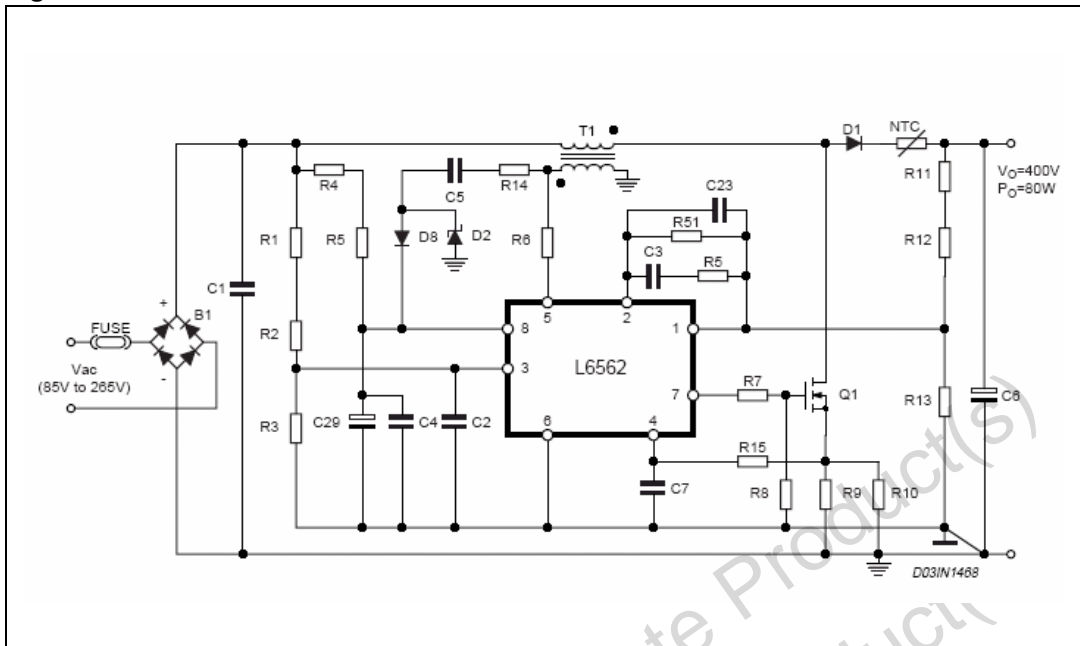 T1
D1
NTC
R4
C5
R14
C23
R11
VO=400V
PO=80W
R1
R5
D8
D2
R6
R51
R12
C3
R5
C1
+
B1
FUSE
8
5
2
1
R2
L6562
Vac
(85V to 265V)
-
3
R7
Q1
7
R3
C29
C4
C2
6
4
R13
C6
R15
C7
R8
R9
R10
D03IN1468
Product(s)